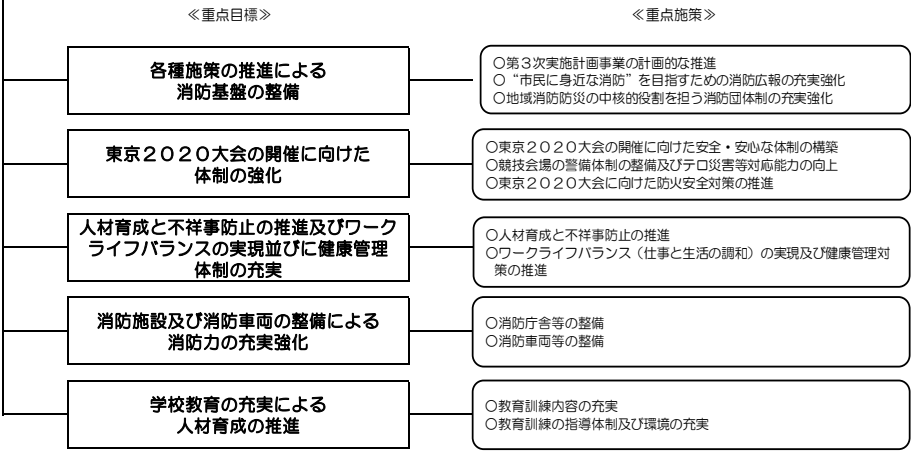 ≪重点目標≫
≪重点施策≫
各種施策の推進による
消防基盤の整備
○第３次実施計画事業の計画的な推進
○“市民に身近な消防”を目指すための消防広報の充実強化
○地域消防防災の中核的役割を担う消防団体制の充実強化
東京２０２０大会の開催に向けた
体制の強化
○東京２０２０大会の開催に向けた安全・安心な体制の構築
○競技会場の警備体制の整備及びテロ災害等対応能力の向上
○東京２０２０大会に向けた防火安全対策の推進
人材育成と不祥事防止の推進及びワーク
ライフバランスの実現並びに健康管理
体制の充実
○人材育成と不祥事防止の推進
○ワークライフバランス（仕事と生活の調和）の実現及び健康管理対
策の推進
消防施設及び消防車両の整備による
消防力の充実強化
○消防庁舎等の整備
○消防車両等の整備
学校教育の充実による
人材育成の推進
○教育訓練内容の充実
○教育訓練の指導体制及び環境の充実